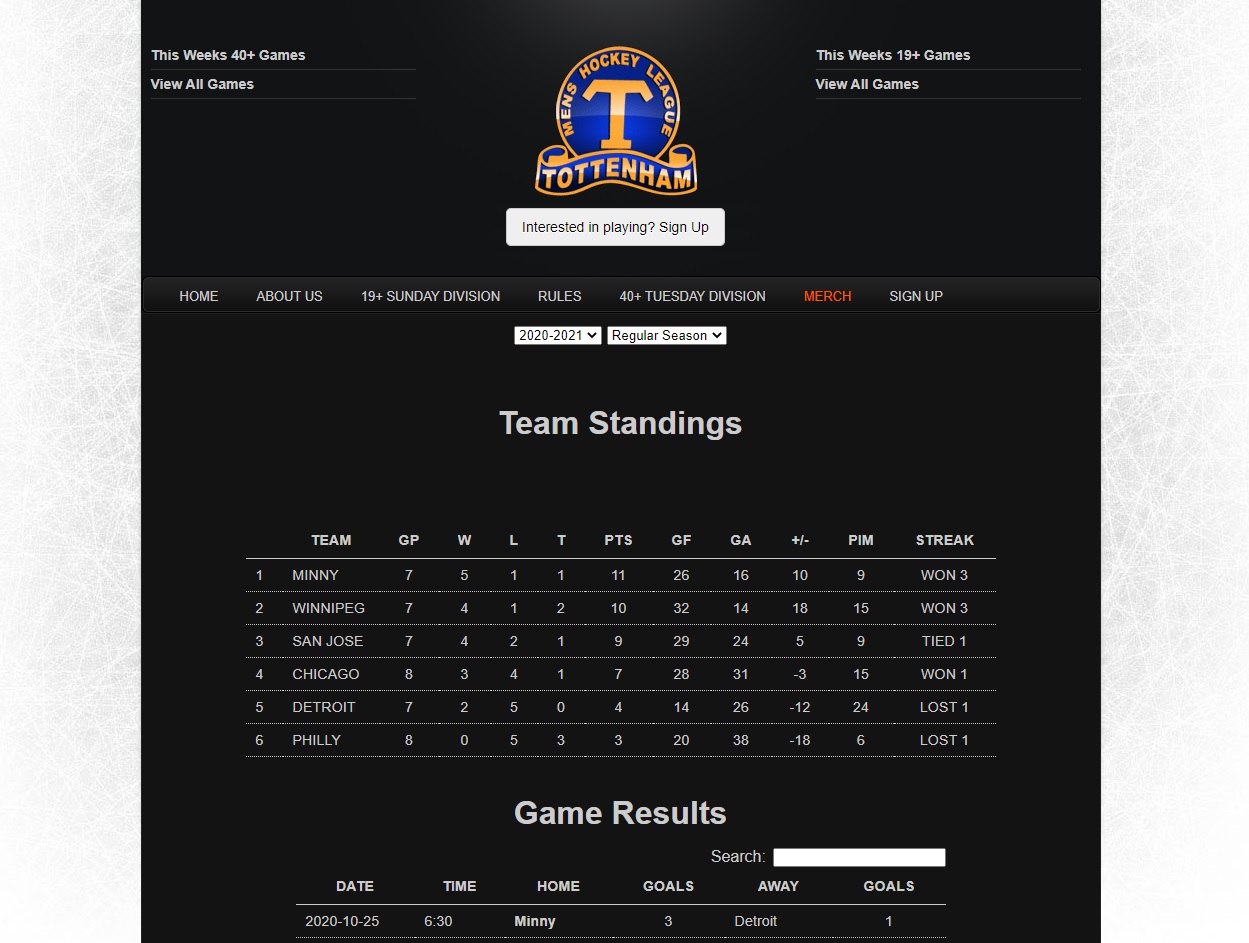 This Weeks 40+ Games
View All Games
MENS HOCKEY LEAGUE
T
TOTTENHAM
Interested in playing? Sign Up
This Weeks 19+ Games
View All Games
HOME ABOUT US 19+ SUNDAY DIVISION RULES 40+ TUESDAY DIVISION MERCH SIGN UP
2020-2021 Regular Season
Team Standings
TEAM GP W L T PTS GF GA +/- PIM STREAK
1 MINNY 7 5 1 1 11 26 16 10 9 WON 3
2 WINNIPEG 7 4 1 2 10 32 14 18 15 WON 3
3 SAN JOSE 7 4 2 1 9 29 24 5 9 TIED 1
4 CHICAGO 8 3 4 1 7 28 31 -3 15 WON 1
5 DETROIT 7 2 5 0 4 14 26 -12 24 LOST 1
6 PHILLY 8 0 5 3 3 20 38 -18 6 LOST 1
Game Results
Search:
DATE TIME HOME GOALS AWAY GOALS
2020-10-25 6:30 Minny 3 Detroit 1